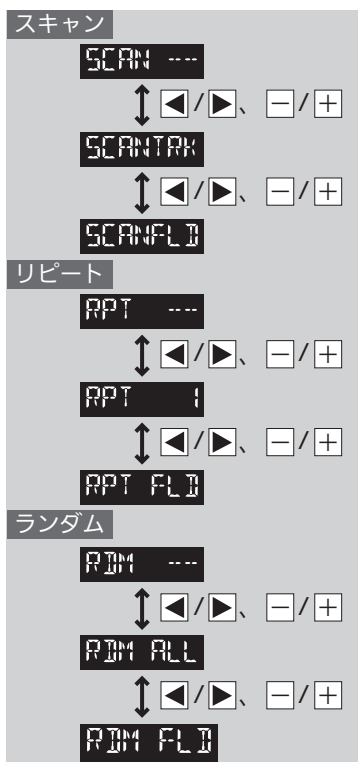 スキャン
SCAN ----
◀/▶、−/+
SCANTRK
◀/▶、−/+
SCANFLD
リピート
RPT ----
◀/▶、−/+
RPT 1
◀/▶、−/+
RPT FLD
ランダム
RDM ----
◀/▶、−/+
RDM ALL
◀/▶、−/+
RDM FLD